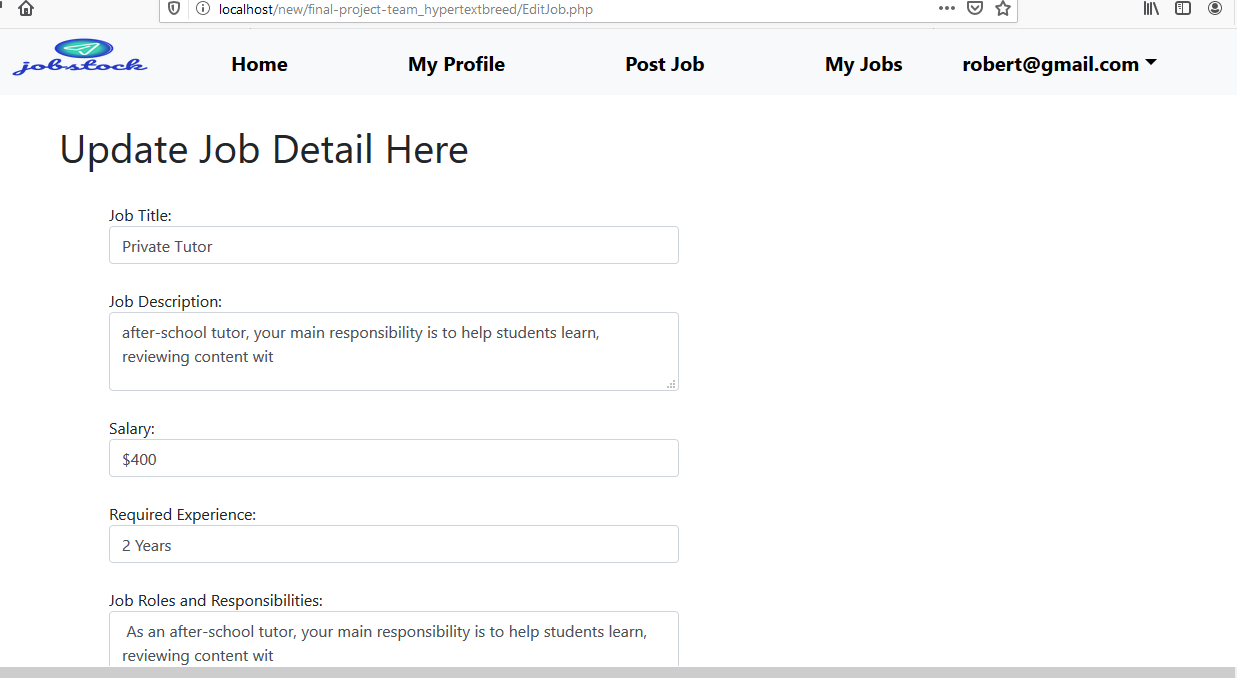 localhost/new/final-project-team_hypertextbreed/EditJob.php
jobstock
Home
My Profile
Post Job
My Jobs
robert@gmail.com
Update Job Detail Here
Job Title:
Private Tutor
Job Description:
after-school tutor, your main responsibility is to help students learn,
reviewing content wit
Salary:
$400
Required Experience:
2 Years
Job Roles and Responsibilities:
As an after-school tutor, your main responsibility is to help students learn,
reviewing content wit